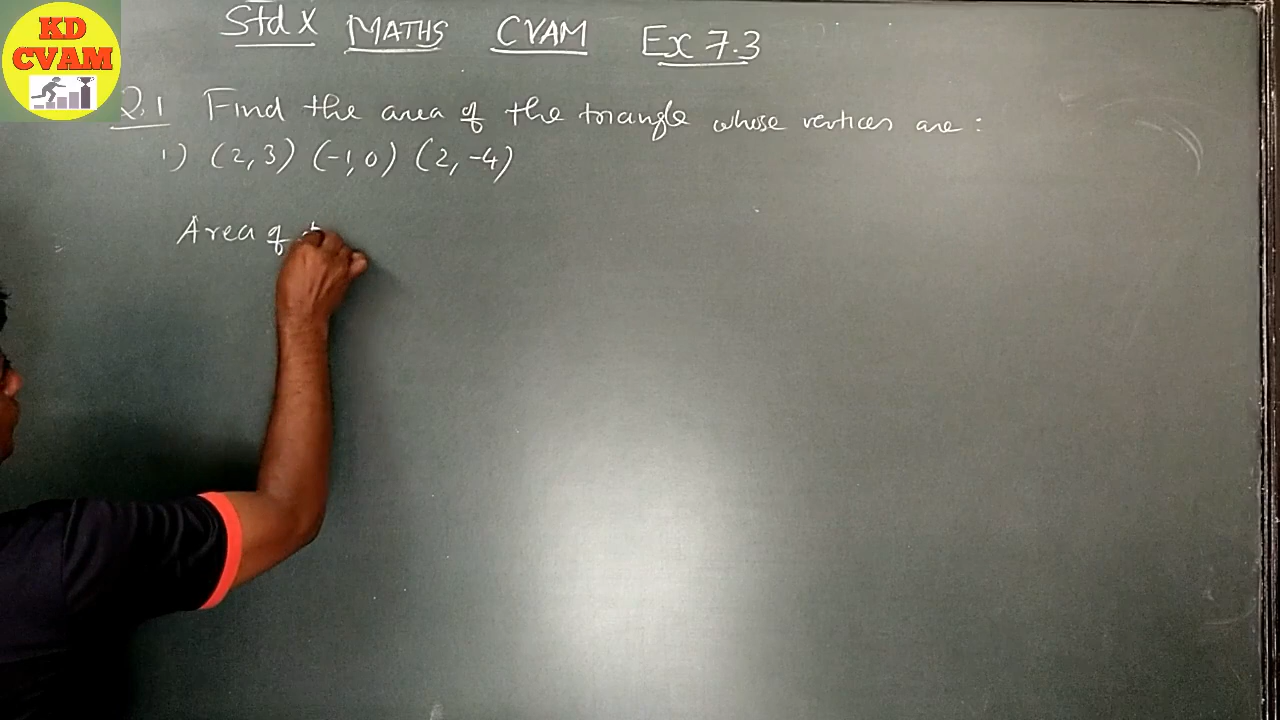 KD
CVAM
Std X MATHS CVAM Ex 7.3
Q.1 Find the area of the triangle whose vertices are :
1) (2, 3) (-1, 0) (2, -4)
Area of